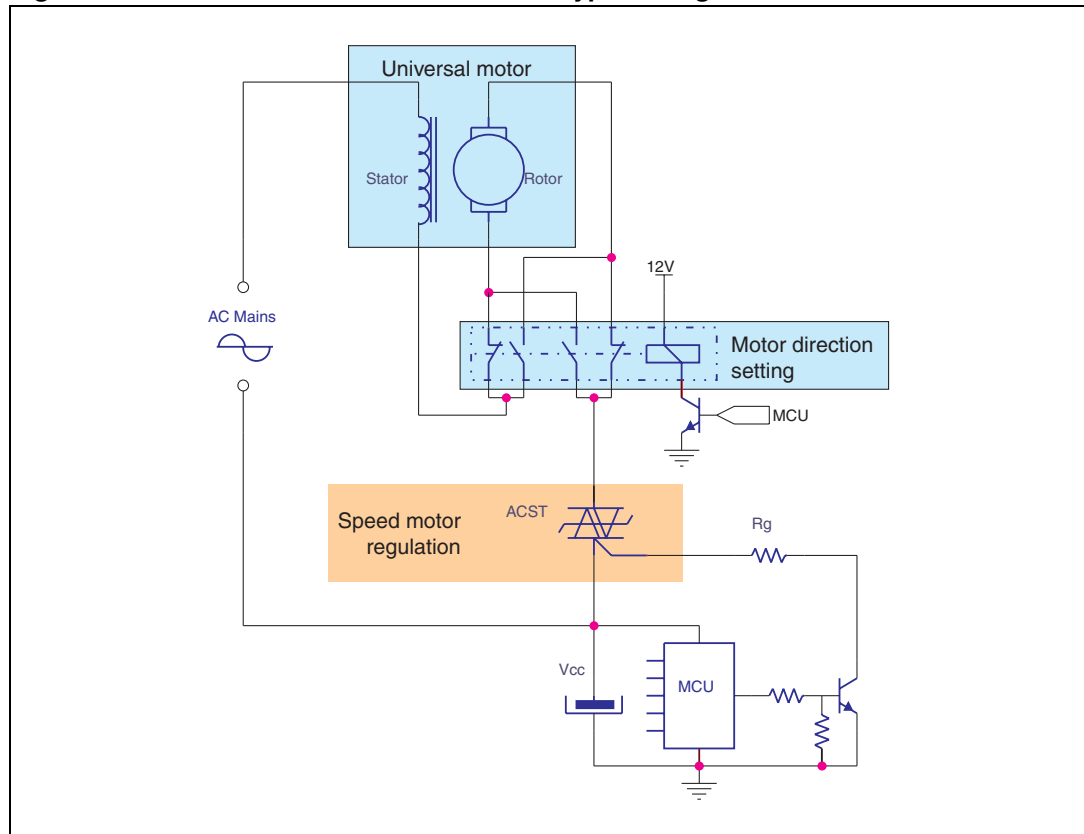 Universal motor
Stator
Rotor
12V
AC Mains
Motor direction
setting
MCU
Speed motor
regulation
ACST
Rg
Vcc
MCU